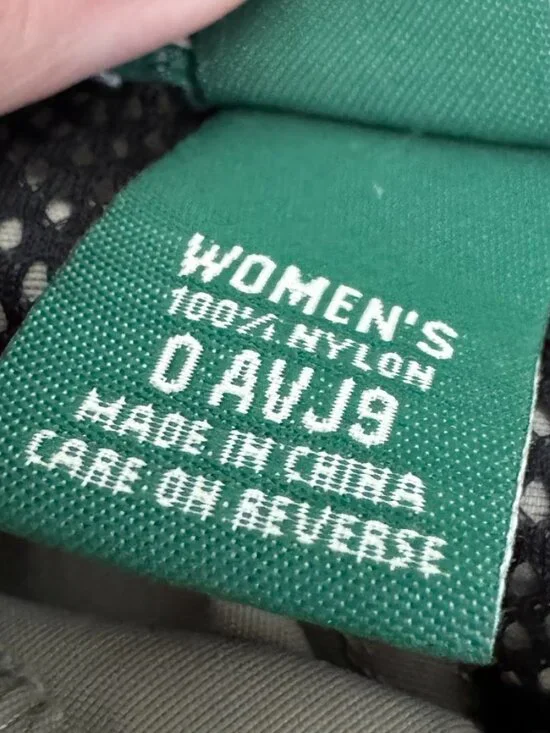 WOMEN'S
100% NYLON
0 AVJ9
MADE IN CHINA
CARE ON REVERSE